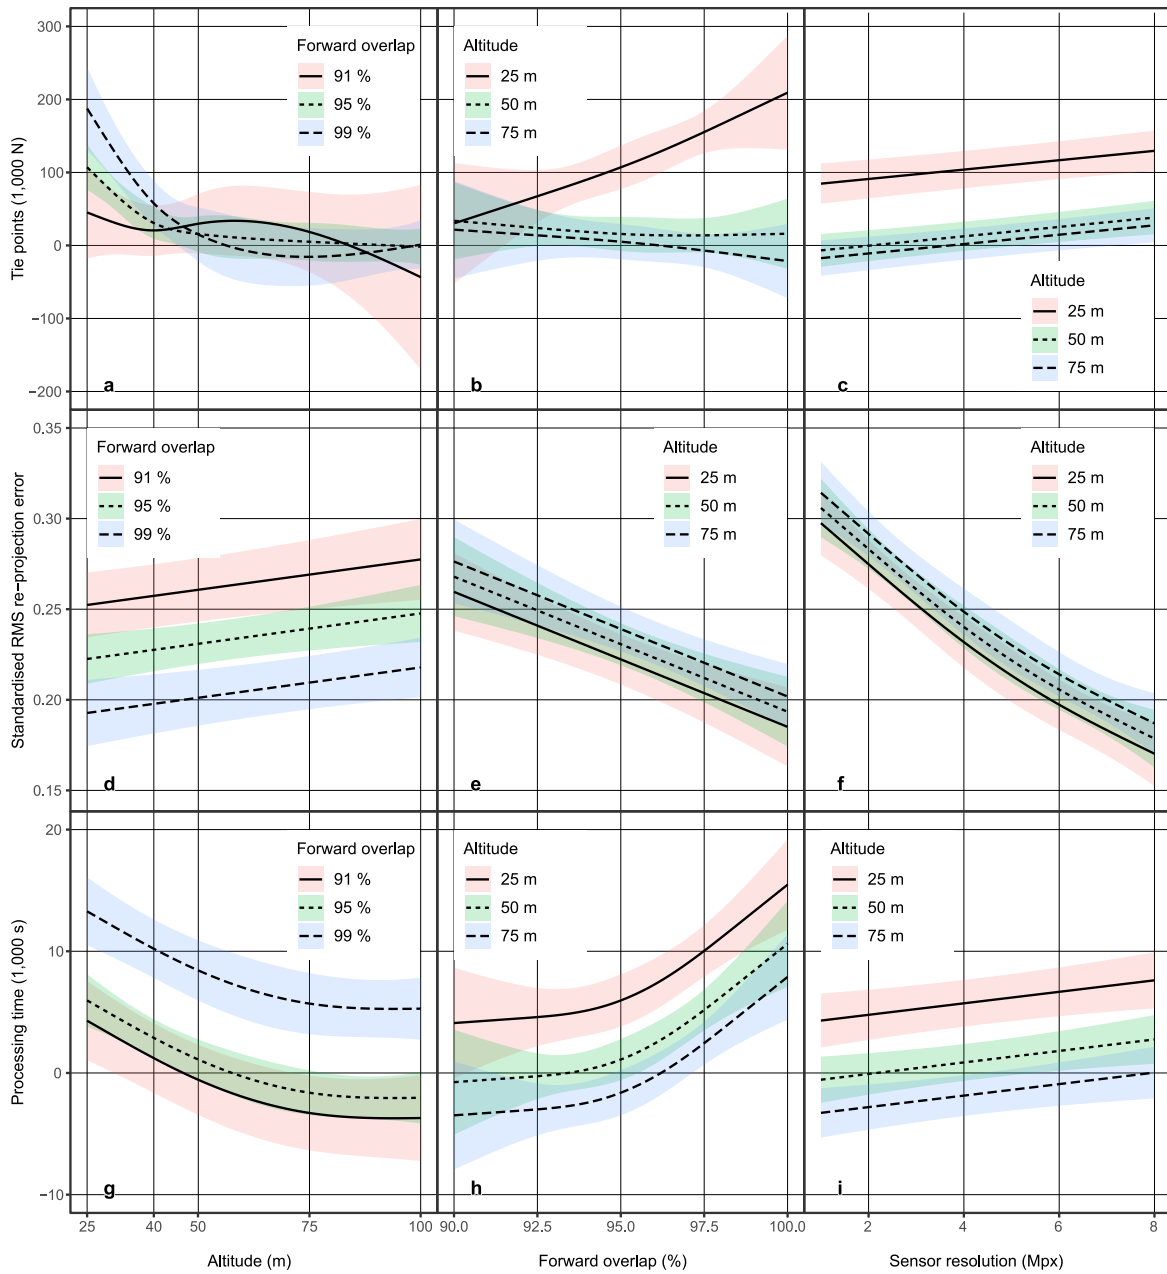 Tie points (1,000 N)
300
200
100
0
−100
−200
Forward overlap
91 %
95 %
99 %
a
Altitude
25 m
50 m
75 m
b
Altitude
25 m
50 m
75 m
c
Standardised RMS re-projection error
0.35
0.30
0.25
0.20
0.15
Forward overlap
91 %
95 %
99 %
d
Altitude
25 m
50 m
75 m
e
Altitude
25 m
50 m
75 m
f
Processing time (1,000 s)
20
10
0
−10
Forward overlap
91 %
95 %
99 %
g
Altitude
25 m
50 m
75 m
h
Altitude
25 m
50 m
75 m
i
25 40 50 75 100
90.0 92.5 95.0 97.5 100.0
2 4 6 8
Altitude (m)
Forward overlap (%)
Sensor resolution (Mpx)